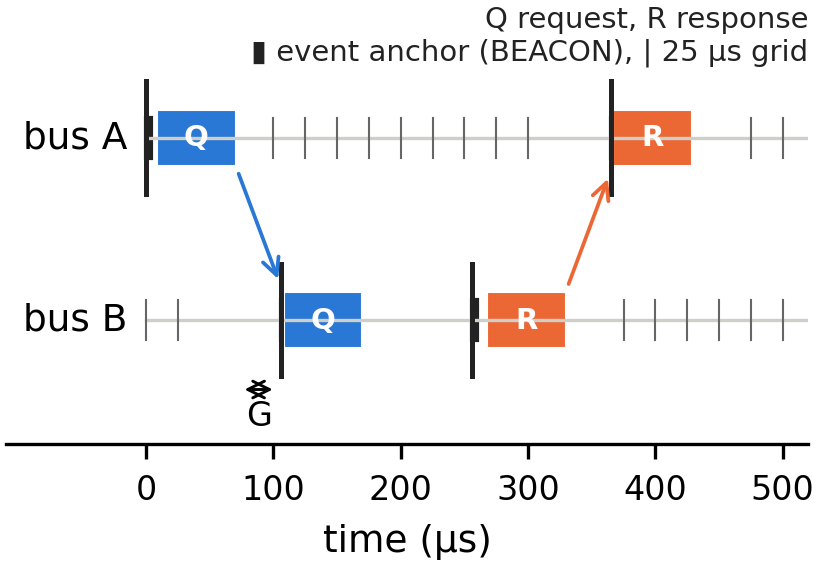 Q request, R response
▮ event anchor (BEACON), | 25 µs grid
bus A
Q
R
bus B
Q
R
G
0 100 200 300 400 500
time (µs)